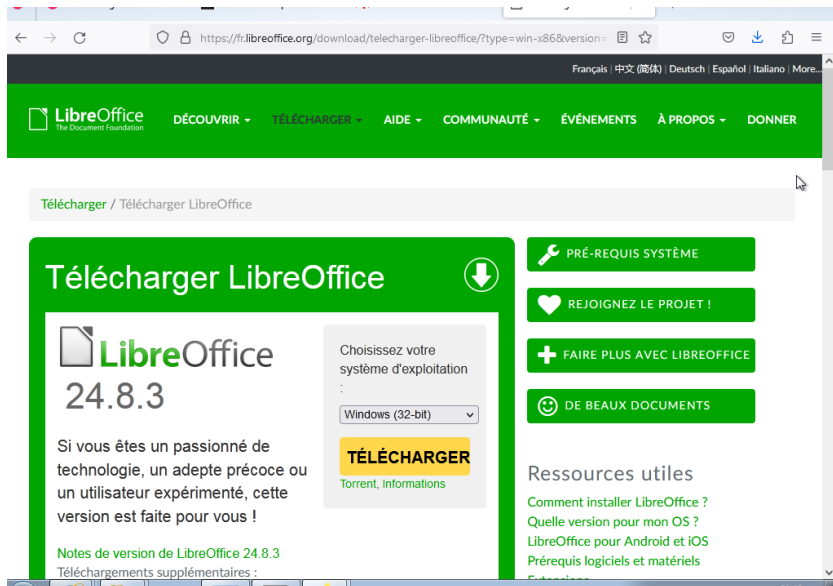 https://fr.libreoffice.org/download/telecharger-libreoffice/?type=win-x86&version=
Français | 中文 (简体) | Deutsch | Español | Italiano | More...
LibreOffice
The Document Foundation
DÉCOUVRIR
TÉLÉCHARGER
AIDE
COMMUNAUTÉ
ÉVÉNEMENTS
À PROPOS
DONNER
Télécharger / Télécharger LibreOffice
Télécharger LibreOffice
LibreOffice
24.8.3
Si vous êtes un passionné de
technologie, un adepte précoce ou
un utilisateur expérimenté, cette
version est faite pour vous !
Notes de version de LibreOffice 24.8.3
Téléchargements supplémentaires :
Choisissez votre
système d'exploitation
:
Windows (32-bit)
TÉLÉCHARGER
Torrent, Informations
PRÉ-REQUIS SYSTÈME
REJOIGNEZ LE PROJET !
FAIRE PLUS AVEC LIBREOFFICE
DE BEAUX DOCUMENTS
Ressources utiles
Comment installer LibreOffice ?
Quelle version pour mon OS ?
LibreOffice pour Android et iOS
Prérequis logiciels et matériels